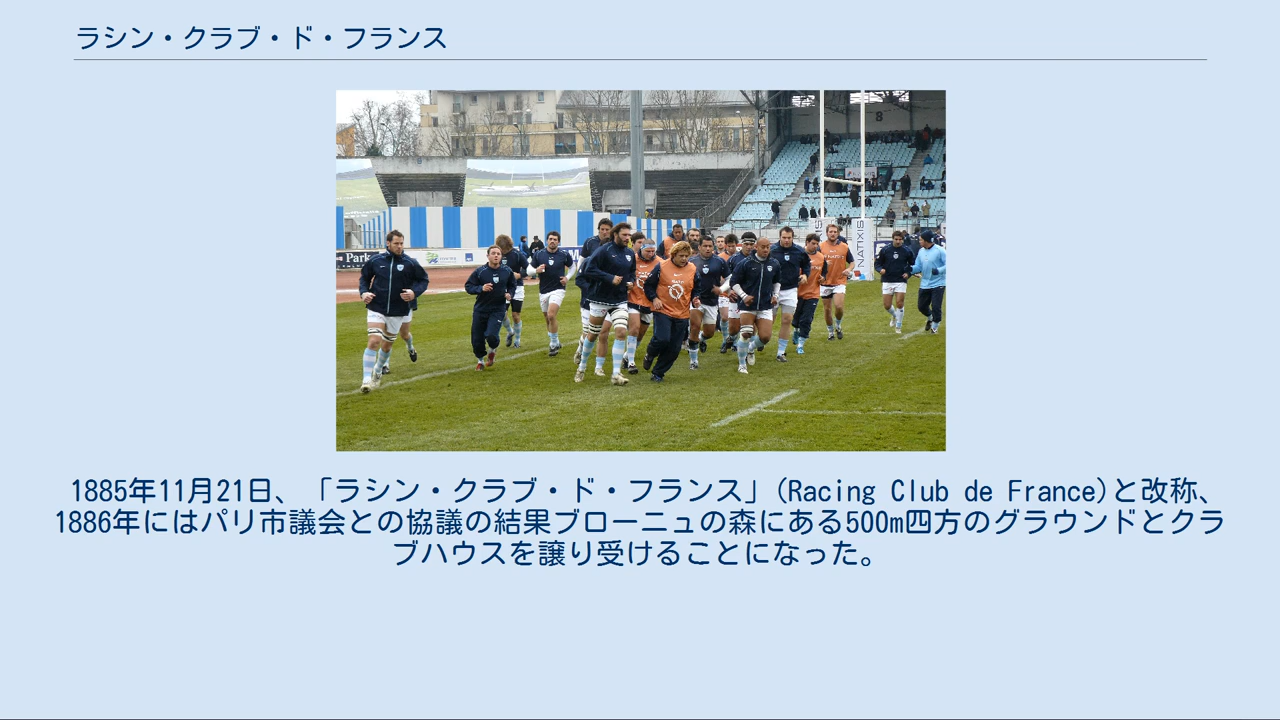 ラシン・クラブ・ド・フランス
8
NATIXIS
Park
1885年11月21日、「ラシン・クラブ・ド・フランス」(Racing Club de France)と改称、
1886年にはパリ市議会との協議の結果ブローニュの森にある500m四方のグラウンドとクラ
ブハウスを譲り受けることになった。